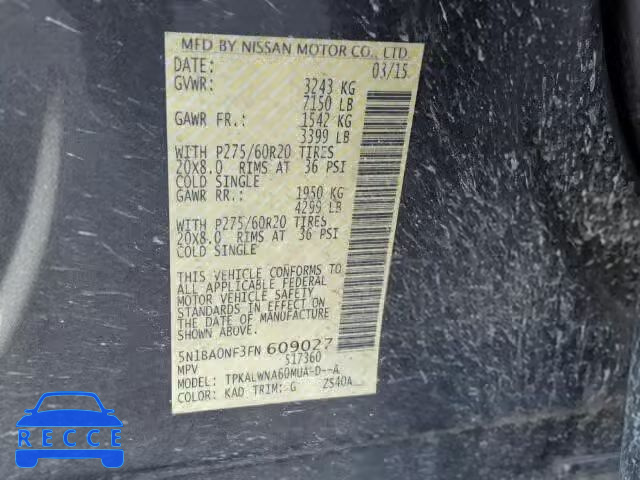 MFD BY NISSAN MOTOR CO., LTD
DATE: 03/15
GVWR: 3243 KG
7150 LB
GAWR FR.: 1542 KG
3399 LB
WITH P275/60R20 TIRES
20X8.0 RIMS AT 36 PSI
COLD SINGLE
GAWR RR.: 1950 KG
4299 LB
WITH P275/60R20 TIRES
20X8.0 RIMS AT 36 PSI
COLD SINGLE
THIS VEHICLE CONFORMS TO
ALL APPLICABLE FEDERAL
MOTOR VEHICLE SAFETY
STANDARDS IN EFFECT ON
THE DATE OF MANUFACTURE
SHOWN ABOVE.
5N1BA0NF3FN 609027
MPV S17360
MODEL: TPKALWNA60MUA-D--A
COLOR: KAD TRIM: G ZS40A
RECCE